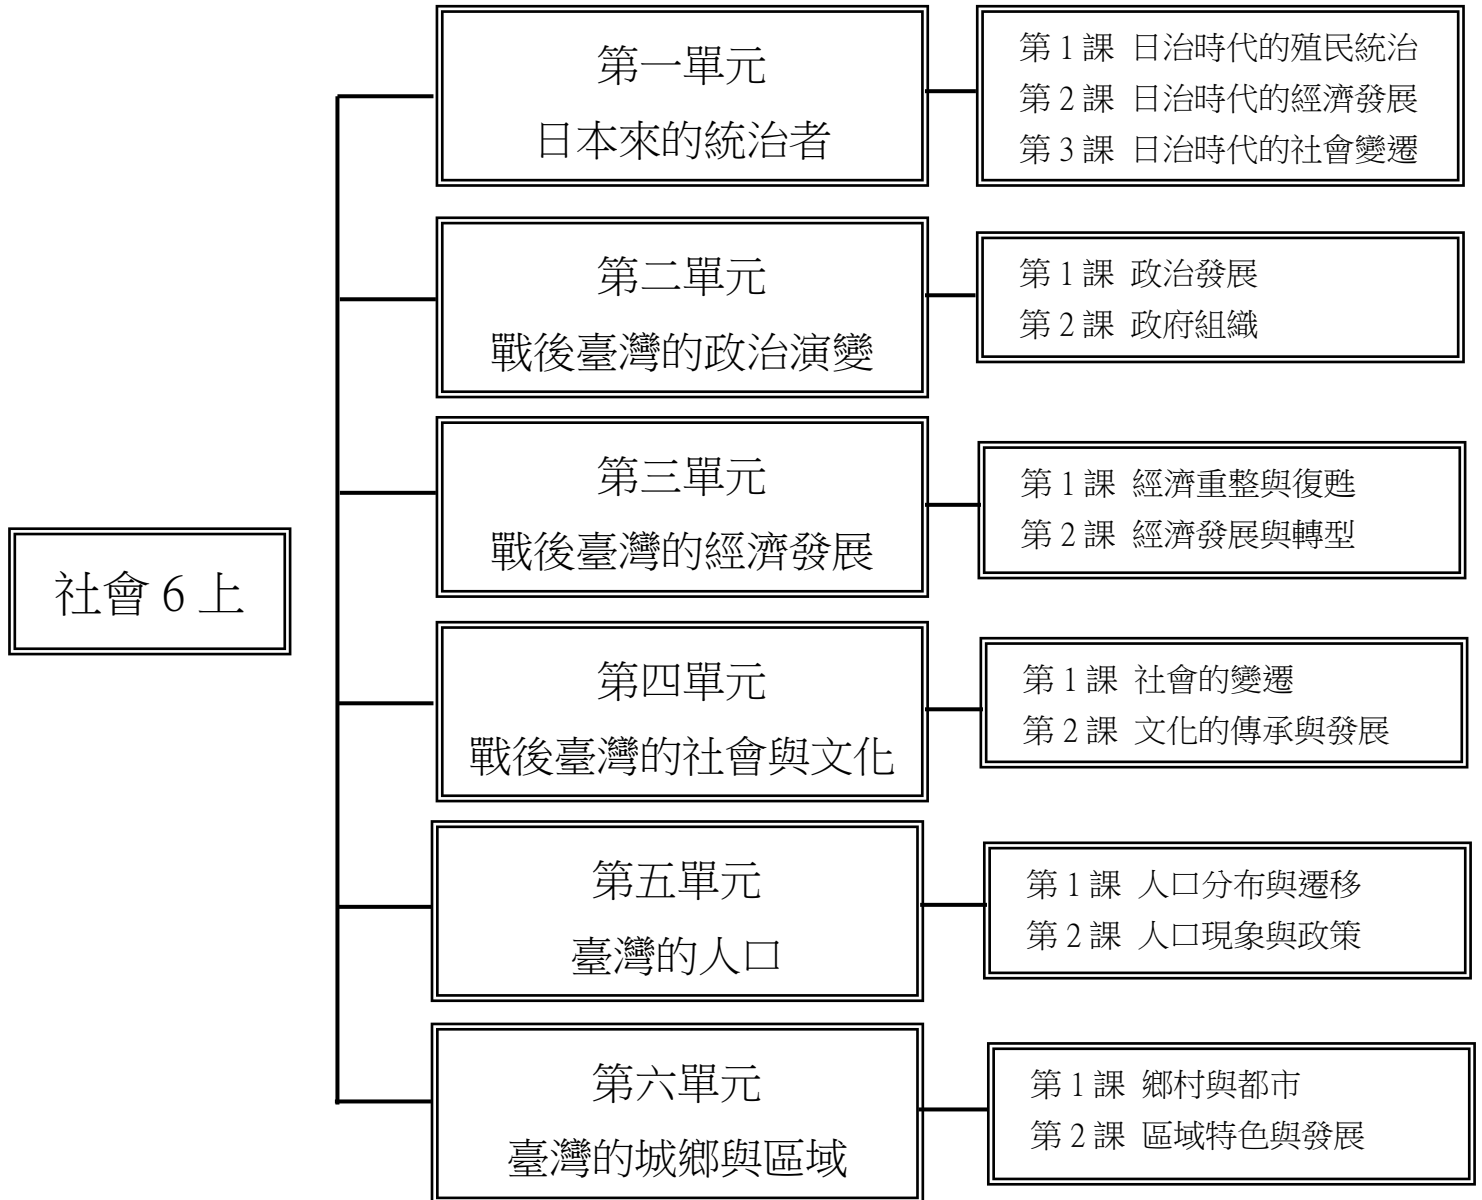 社會 6 上
第一單元
日本來的統治者
第 1 課 日治時代的殖民統治
第 2 課 日治時代的經濟發展
第 3 課 日治時代的社會變遷
第二單元
戰後臺灣的政治演變
第 1 課 政治發展
第 2 課 政府組織
第三單元
戰後臺灣的經濟發展
第 1 課 經濟重整與復甦
第 2 課 經濟發展與轉型
第四單元
戰後臺灣的社會與文化
第 1 課 社會的變遷
第 2 課 文化的傳承與發展
第五單元
臺灣的人口
第 1 課 人口分布與遷移
第 2 課 人口現象與政策
第六單元
臺灣的城鄉與區域
第 1 課 鄉村與都市
第 2 課 區域特色與發展